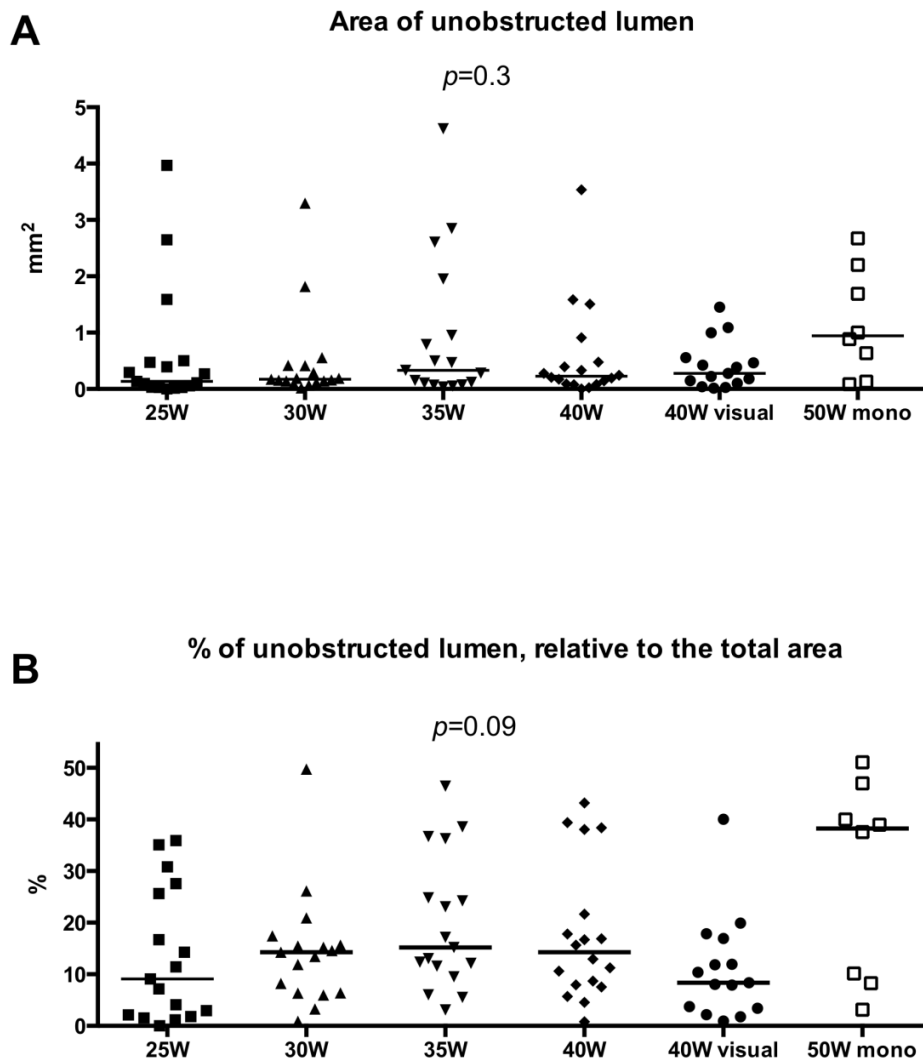 A
Area of unobstructed lumen
p=0.3
5
4
3
2
1
0
mm²
25W 30W 35W 40W 40W visual 50W mono
B
% of unobstructed lumen, relative to the total area
p=0.09
50
40
30
20
10
0
%
25W 30W 35W 40W 40W visual 50W mono